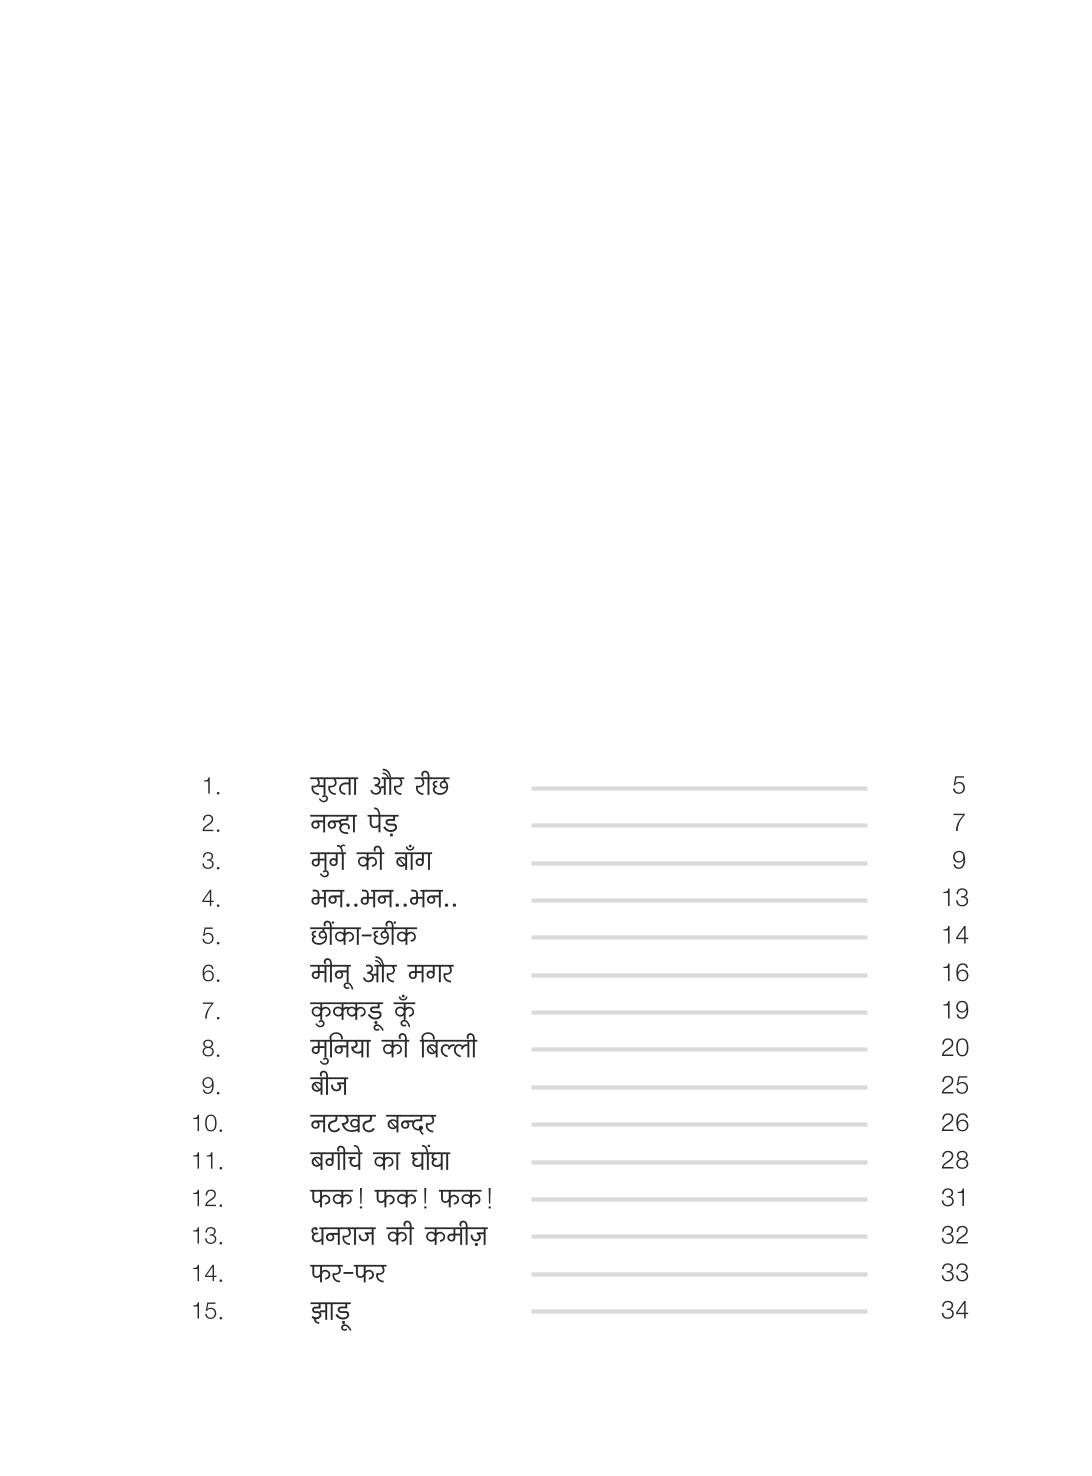 1. सुरता और रीछ 5
2. नन्हा पेड़ 7
3. मुर्गे की बाँग 9
4. भन..भन..भन.. 13
5. छींका-छींक 14
6. मीनू और मगर 16
7. कुक्कड़ू कूँ 19
8. मुनिया की बिल्ली 20
9. बीज 25
10. नटखट बन्दर 26
11. बगीचे का घोंघा 28
12. फक! फक! फक! 31
13. धनराज की कमीज़ 32
14. फर-फर 33
15. झाड़ू 34